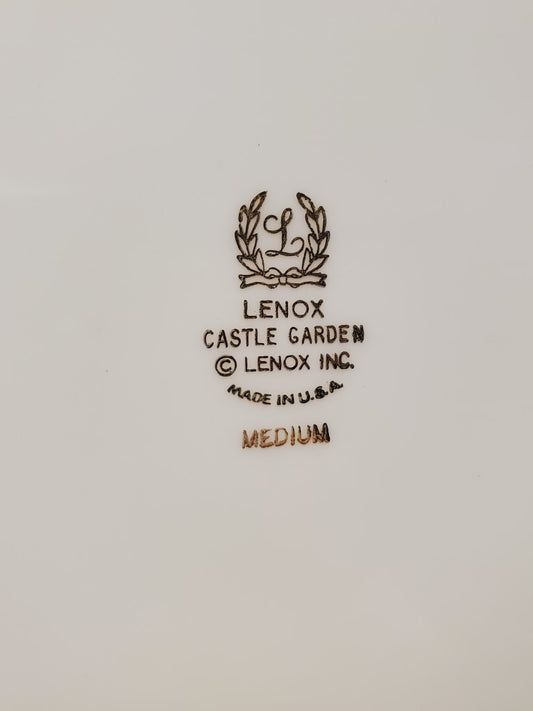 L
LENOX
CASTLE GARDEN
© LENOX INC.
MADE IN U.S.A.
MEDIUM